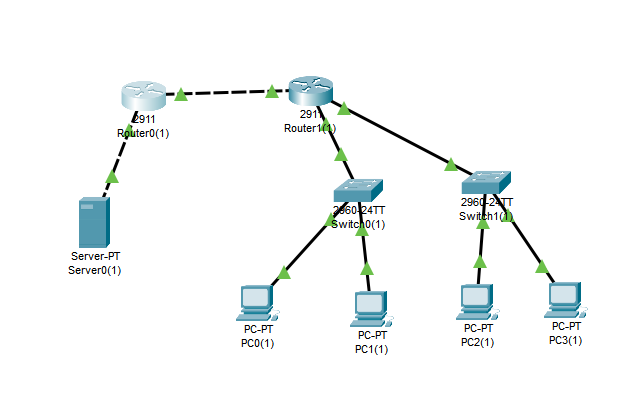 2911
Router0(1)
2911
Router1(1)
2960-24TT
Switch0(1)
2960-24TT
Switch1(1)
Server-PT
Server0(1)
PC-PT
PC0(1)
PC-PT
PC1(1)
PC-PT
PC2(1)
PC-PT
PC3(1)